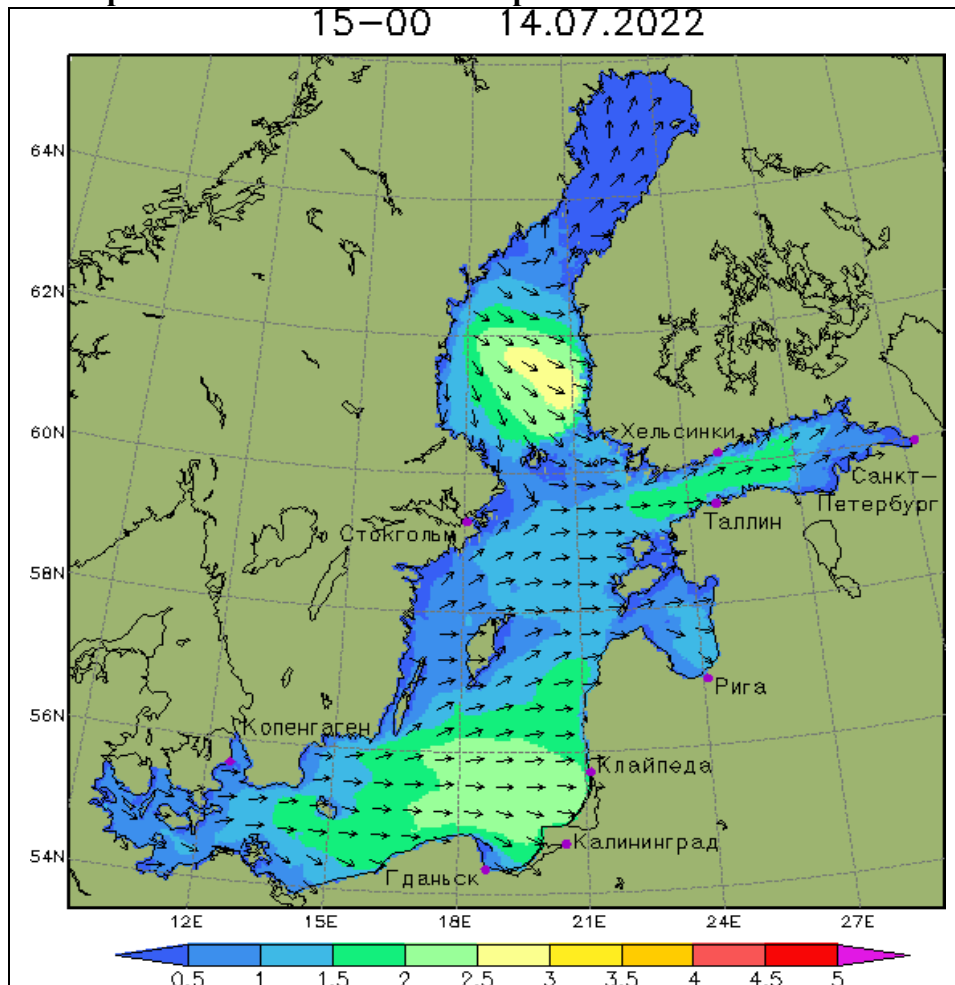 15-00 14.07.2022
64N
62N
60N
58N
56N
54N
Хельсинки
Санкт-
Петербург
Таллин
Стокгольм
Рига
Копенгаген
Клайпеда
Калининград
Гданьск
12E 15E 18E 21E 24E 27E
0.5 1 1.5 2 2.5 3 3.5 4 4.5 5